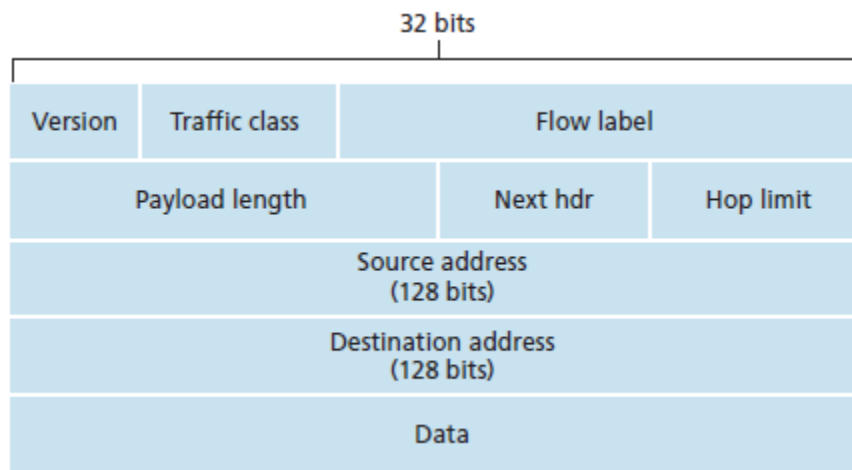 32 bits
Version Traffic class Flow label
Payload length Next hdr Hop limit
Source address
(128 bits)
Destination address
(128 bits)
Data